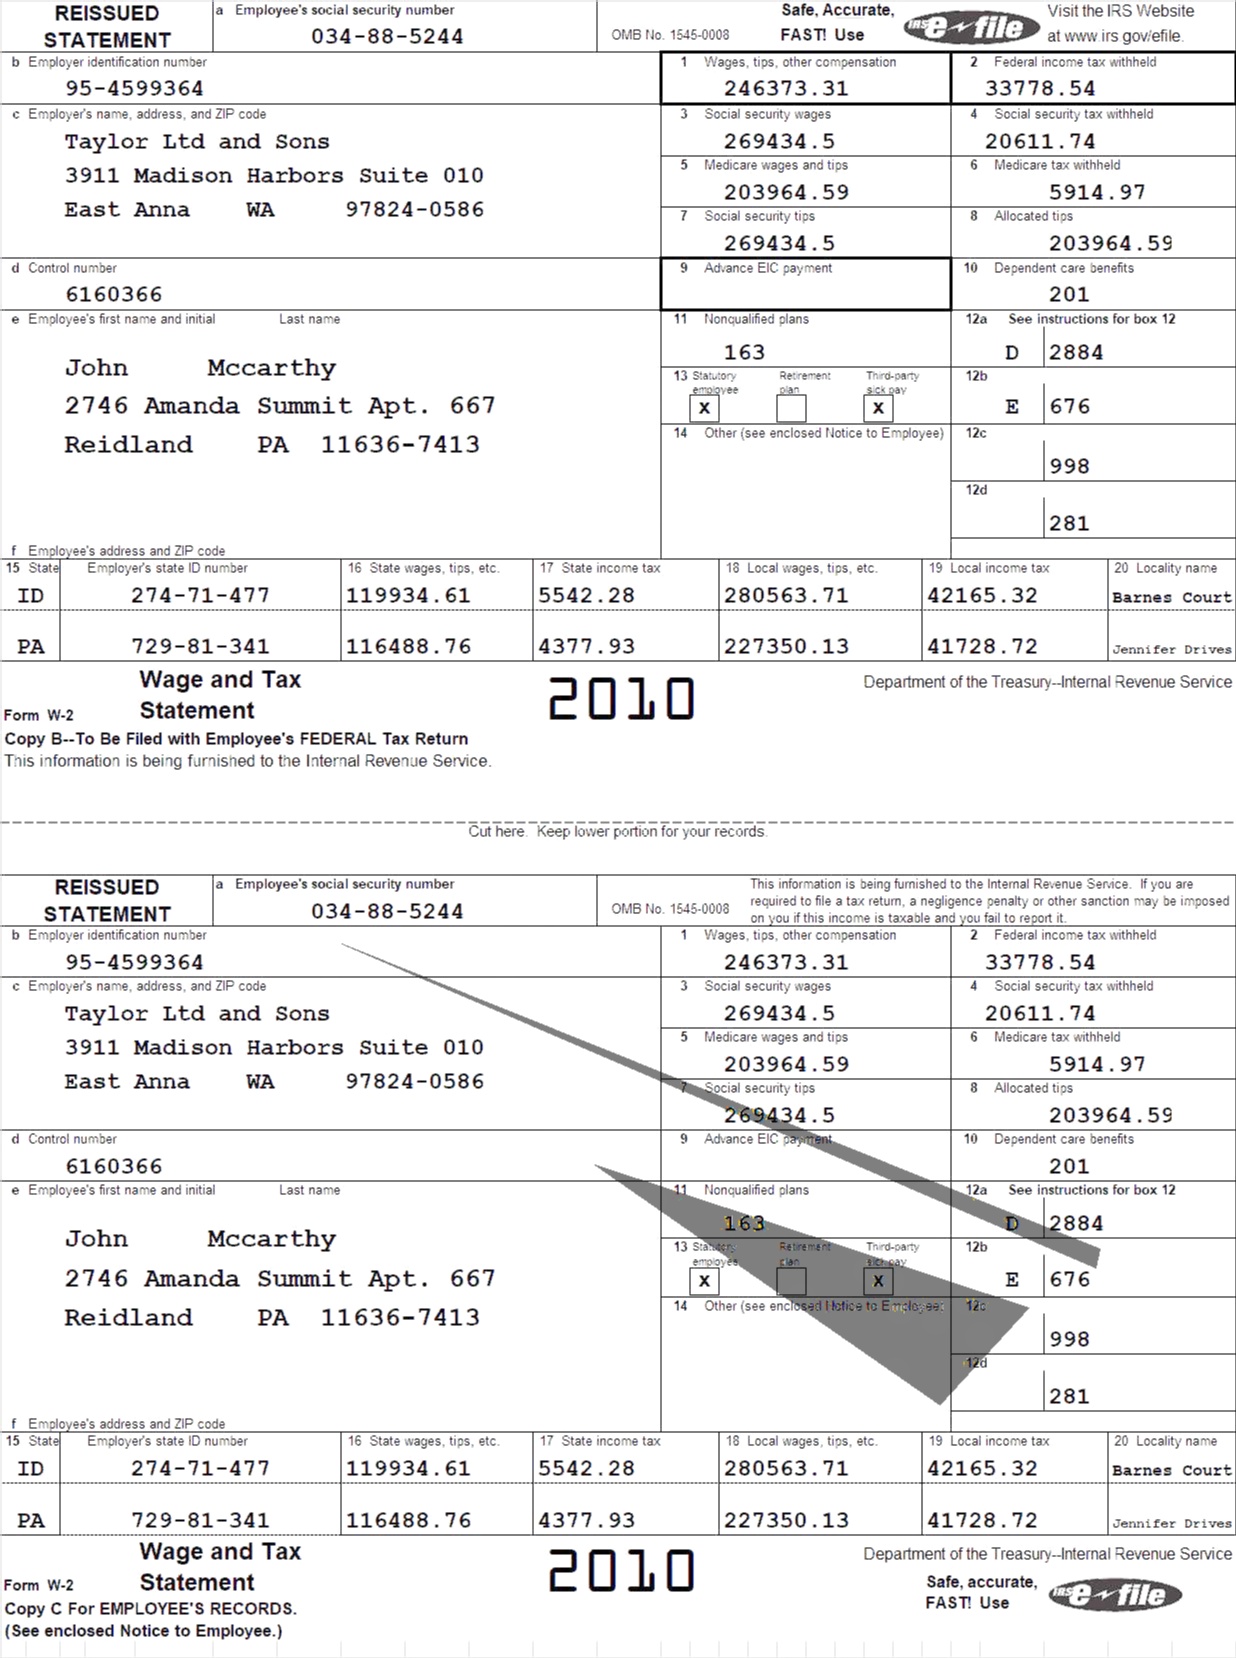 REISSUED STATEMENT
a Employee's social security number
034-88-5244
OMB No. 1545-0008
Safe, Accurate, FAST! Use
IRS e-file
Visit the IRS Website at www irs gov/efile.
b Employer identification number
95-4599364
1 Wages, tips, other compensation
246373.31
2 Federal income tax withheld
33778.54
c Employer's name, address, and ZIP code
Taylor Ltd and Sons
3911 Madison Harbors Suite 010
East Anna WA 97824-0586
3 Social security wages
269434.5
4 Social security tax withheld
20611.74
5 Medicare wages and tips
203964.59
6 Medicare tax withheld
5914.97
7 Social security tips
269434.5
8 Allocated tips
203964.59
d Control number
6160366
9 Advance EIC payment
10 Dependent care benefits
201
e Employee's first name and initial Last name
John Mccarthy
2746 Amanda Summit Apt. 667
Reidland PA 11636-7413
11 Nonqualified plans
163
12a See instructions for box 12
D 2884
13 Statutory employee Retirement plan Third-party sick pay
X X
12b
E 676
14 Other (see enclosed Notice to Employee)
12c
998
12d
281
f Employee's address and ZIP code
15 State Employer's state ID number 16 State wages, tips, etc. 17 State income tax 18 Local wages, tips, etc. 19 Local income tax 20 Locality name
ID 274-71-477 119934.61 5542.28 280563.71 42165.32 Barnes Court
PA 729-81-341 116488.76 4377.93 227350.13 41728.72 Jennifer Drives
Form W-2 Wage and Tax Statement
2010
Department of the Treasury--Internal Revenue Service
Copy B--To Be Filed with Employee's FEDERAL Tax Return
This information is being furnished to the Internal Revenue Service.
Cut here. Keep lower portion for your records.
REISSUED STATEMENT
a Employee's social security number
034-88-5244
OMB No. 1545-0008
This information is being furnished to the Internal Revenue Service. If you are
required to file a tax return, a negligence penalty or other sanction may be imposed
on you if this income is taxable and you fail to report it.
b Employer identification number
95-4599364
1 Wages, tips, other compensation
246373.31
2 Federal income tax withheld
33778.54
c Employer's name, address, and ZIP code
Taylor Ltd and Sons
3911 Madison Harbors Suite 010
East Anna WA 97824-0586
3 Social security wages
269434.5
4 Social security tax withheld
20611.74
5 Medicare wages and tips
203964.59
6 Medicare tax withheld
5914.97
7 Social security tips
269434.5
8 Allocated tips
203964.59
d Control number
6160366
9 Advance EIC payment
10 Dependent care benefits
201
e Employee's first name and initial Last name
John Mccarthy
2746 Amanda Summit Apt. 667
Reidland PA 11636-7413
11 Nonqualified plans
163
12a See instructions for box 12
D 2884
13 Statutory employee Retirement plan Third-party sick pay
X X
12b
E 676
14 Other (see enclosed Notice to Employee)
12c
998
12d
281
f Employee's address and ZIP code
15 State Employer's state ID number 16 State wages, tips, etc. 17 State income tax 18 Local wages, tips, etc. 19 Local income tax 20 Locality name
ID 274-71-477 119934.61 5542.28 280563.71 42165.32 Barnes Court
PA 729-81-341 116488.76 4377.93 227350.13 41728.72 Jennifer Drives
Form W-2 Wage and Tax Statement
2010
Department of the Treasury--Internal Revenue Service
Safe, accurate, FAST! Use
IRS e-file
Copy C For EMPLOYEE'S RECORDS.
(See enclosed Notice to Employee.)